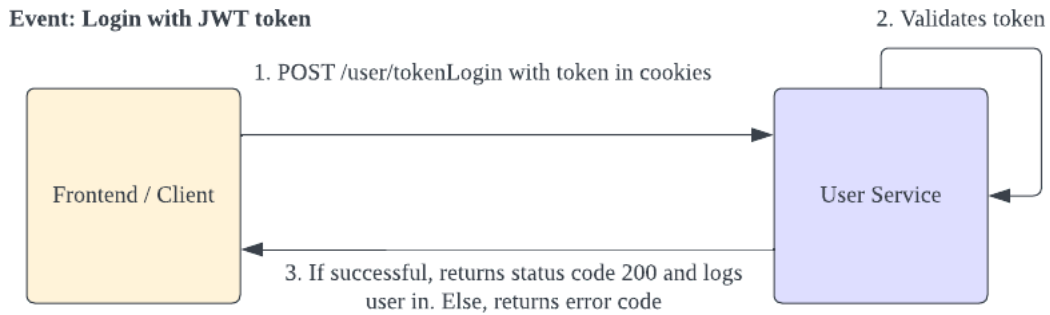 Event: Login with JWT token
2. Validates token
1. POST /user/tokenLogin with token in cookies
Frontend / Client
User Service
3. If successful, returns status code 200 and logs
user in. Else, returns error code